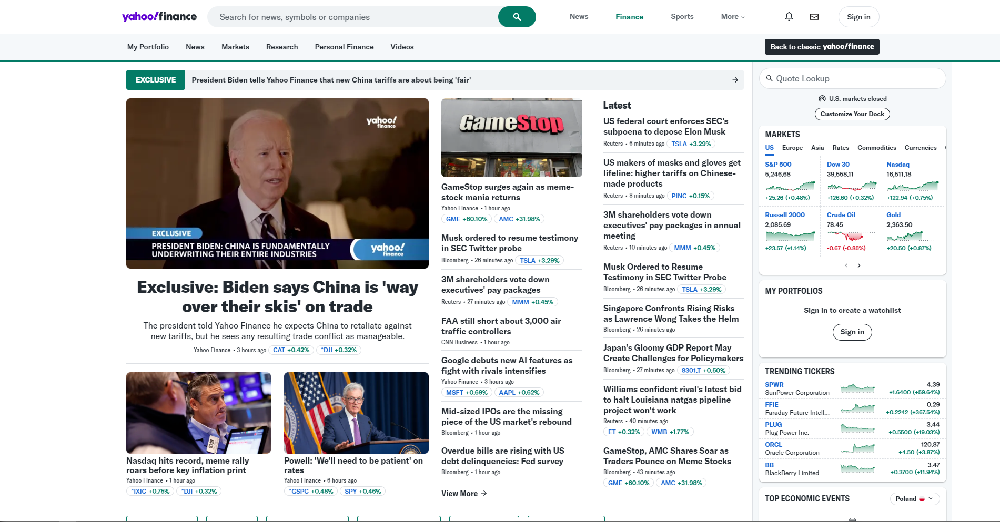 yahoo!finance
Search for news, symbols or companies
News
Finance
Sports
More
Sign in
My Portfolio
News
Markets
Research
Personal Finance
Videos
Back to classic yahoo!finance
EXCLUSIVE
President Biden tells Yahoo Finance that new China tariffs are about being 'fair'
yahoo!
finance
EXCLUSIVE
PRESIDENT BIDEN: CHINA IS FUNDAMENTALLY
UNDERWRITING THEIR ENTIRE INDUSTRIES
yahoo!
finance
Exclusive: Biden says China is 'way
over their skis' on trade
The president told Yahoo Finance he expects China to retaliate against
new tariffs, but he sees any resulting trade conflict as manageable.
Yahoo Finance • 3 hours ago CAT +0.42% ^DJI +0.32%
1018
Nasdaq hits record, meme rally
roars before key inflation print
Yahoo Finance • 1 hour ago
^IXIC +0.75% ^DJI +0.32%
Powell: 'We'll need to be patient' on
rates
Yahoo Finance • 6 hours ago
^GSPC +0.48% SPY +0.46%
GameStop
GameStop surges again as meme-
stock mania returns
Yahoo Finance • 1 hour ago
GME +60.10% AMC +31.98%
Musk ordered to resume testimony
in SEC Twitter probe
Bloomberg • 26 minutes ago TSLA +3.29%
3M shareholders vote down
executives' pay packages
Reuters • 27 minutes ago MMM +0.45%
FAA still short about 3,000 air
traffic controllers
CNN Business • 1 hour ago
Google debuts new AI features as
fight with rivals intensifies
Yahoo Finance • 3 hours ago
MSFT +0.69% AAPL +0.62%
Mid-sized IPOs are the missing
piece of the US market's rebound
Bloomberg • 1 hour ago
Overdue bills are rising with US
debt delinquencies: Fed survey
Bloomberg • 1 hour ago
View More
Latest
US federal court enforces SEC's
subpoena to depose Elon Musk
Reuters • 6 minutes ago TSLA +3.29%
US makers of masks and gloves get
lifeline: higher tariffs on Chinese-
made products
Reuters • 8 minutes ago PINC +0.15%
3M shareholders vote down
executives' pay packages in annual
meeting
Reuters • 10 minutes ago MMM +0.45%
Musk Ordered to Resume
Testimony in SEC Twitter Probe
Bloomberg • 26 minutes ago TSLA +3.29%
Singapore Confronts Rising Risks
as Lawrence Wong Takes the Helm
Bloomberg • 26 minutes ago
Japan's Gloomy GDP Report May
Create Challenges for Policymakers
Bloomberg • 27 minutes ago 8301.T +0.50%
Williams confident rival's latest bid
to halt Louisiana natgas pipeline
project won't work
Reuters • 40 minutes ago
ET +0.32% WMB +1.77%
GameStop, AMC Shares Soar as
Traders Pounce on Meme Stocks
Bloomberg • 43 minutes ago
GME +60.10% AMC +31.98%
Quote Lookup
U.S. markets closed
Customize Your Dock
MARKETS
US Europe Asia Rates Commodities Currencies
S&P 500 Dow 30 Nasdaq
5,246.68 39,558.11 16,511.18
+25.26 (+0.48%) +126.60 (+0.32%) +122.94 (+0.75%)
Russell 2000 Crude Oil Gold
2,085.69 78.45 2,363.50
+23.57 (+1.14%) -0.67 (-0.85%) +20.50 (+0.87%)
MY PORTFOLIOS
Sign in to create a watchlist
Sign in
TRENDING TICKERS
SPWR 4.39
SunPower Corporation +1.6400 (+59.64%)
FFIE 0.29
Faraday Future Intell... +0.2242 (+367.54%)
PLUG 3.44
Plug Power Inc. +0.5500 (+19.03%)
ORCL 120.87
Oracle Corporation +4.50 (+3.87%)
BB 3.47
BlackBerry Limited +0.3700 (+11.94%)
TOP ECONOMIC EVENTS
Poland